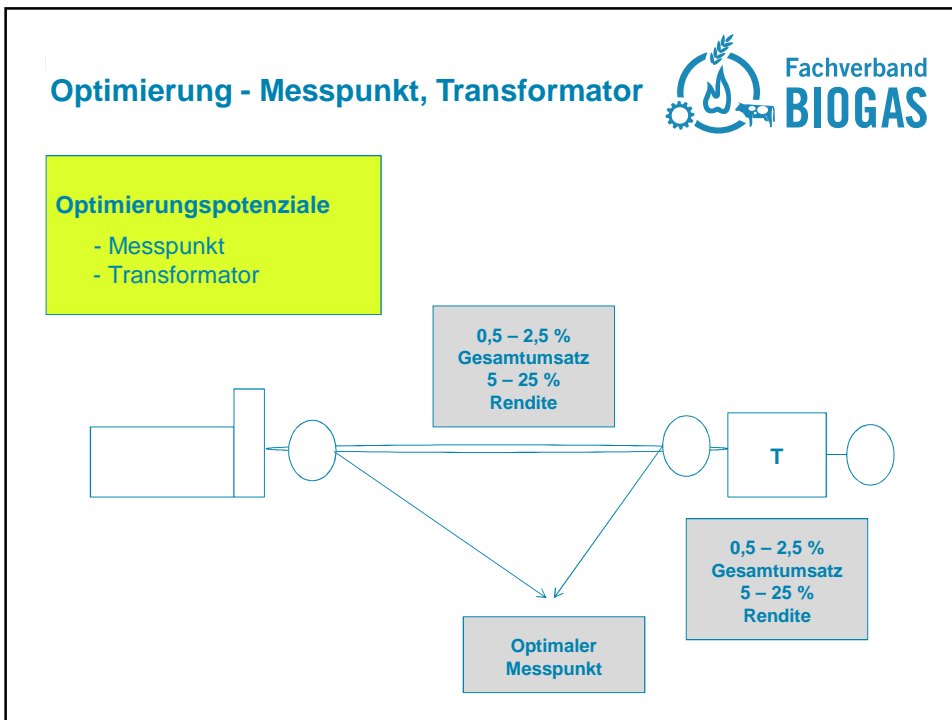 Optimierung - Messpunkt, Transformator
Fachverband
BIOGAS
Optimierungspotenziale
- Messpunkt
- Transformator
0,5 – 2,5 %
Gesamtumsatz
5 – 25 %
Rendite
T
0,5 – 2,5 %
Gesamtumsatz
5 – 25 %
Rendite
Optimaler
Messpunkt